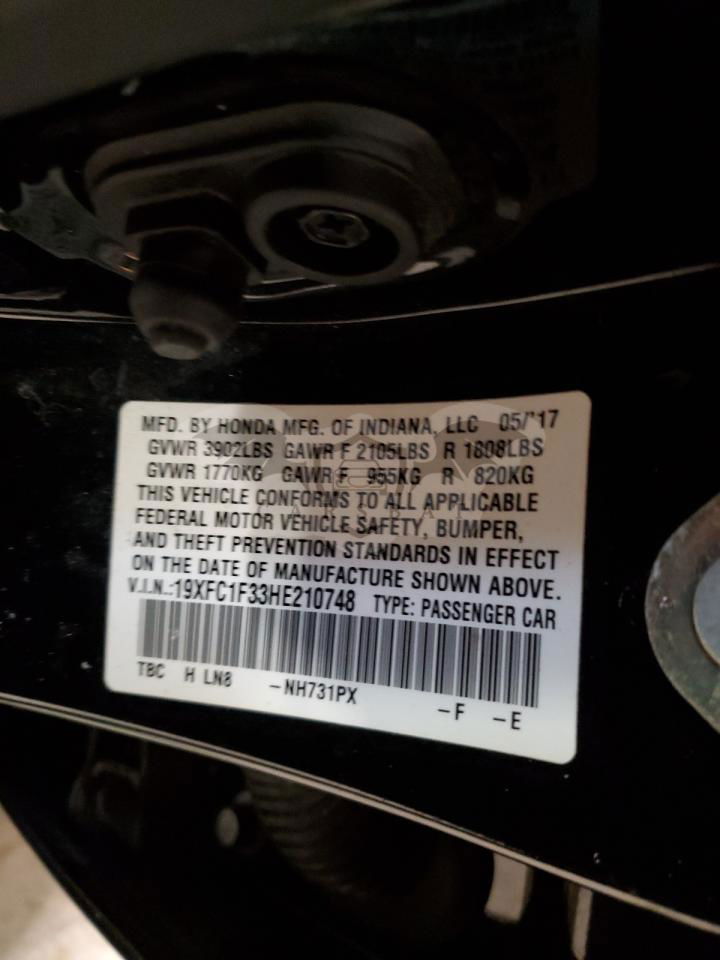 MFD. BY HONDA MFG. OF INDIANA, LLC 05/'17
GVWR 3902LBS GAWR F 2105LBS R 1808LBS
GVWR 1770KG GAWR F 955KG R 820KG
THIS VEHICLE CONFORMS TO ALL APPLICABLE
FEDERAL MOTOR VEHICLE SAFETY, BUMPER,
AND THEFT PREVENTION STANDARDS IN EFFECT
ON THE DATE OF MANUFACTURE SHOWN ABOVE.
V.I.N.:19XFC1F33HE210748 TYPE: PASSENGER CAR
TBC H LN8 -NH731PX -F -E